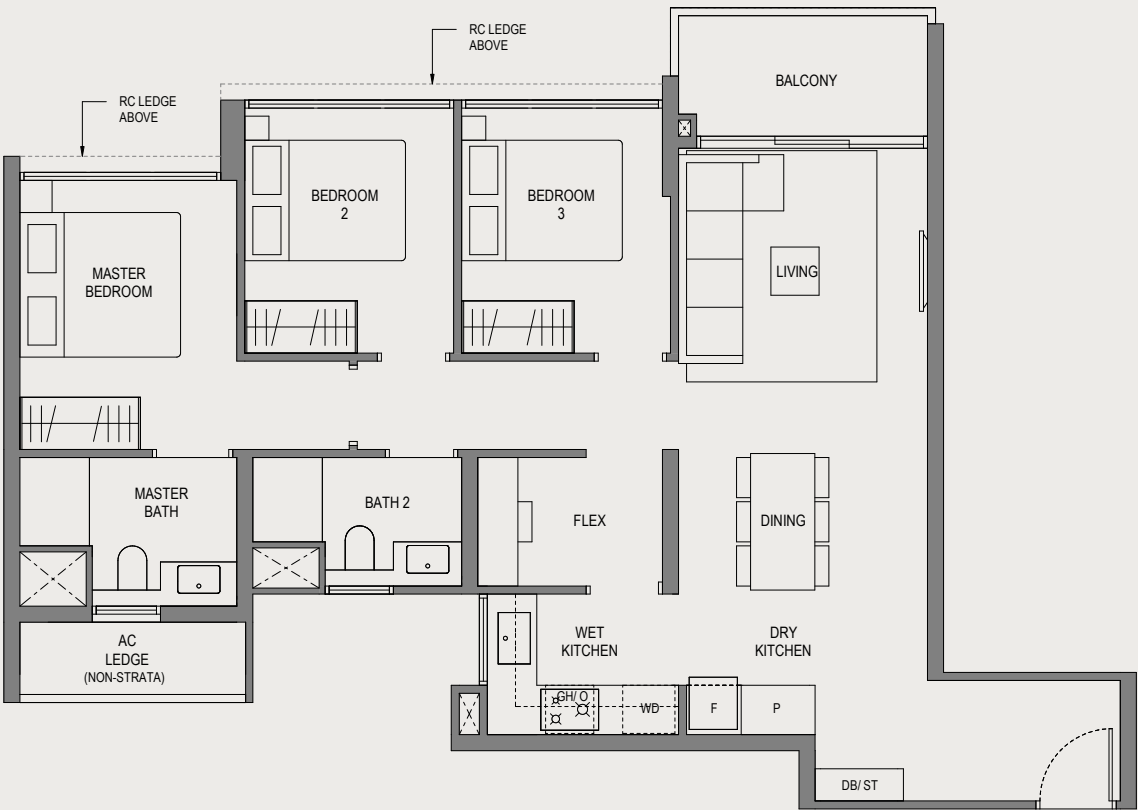 RC LEDGE
ABOVE
RC LEDGE
ABOVE
BALCONY
BEDROOM
2
BEDROOM
3
MASTER
BEDROOM
LIVING
MASTER
BATH
BATH 2
FLEX
DINING
AC
LEDGE
(NON-STRATA)
WET
KITCHEN
DRY
KITCHEN
GH/ O
WD
F
P
DB/ ST